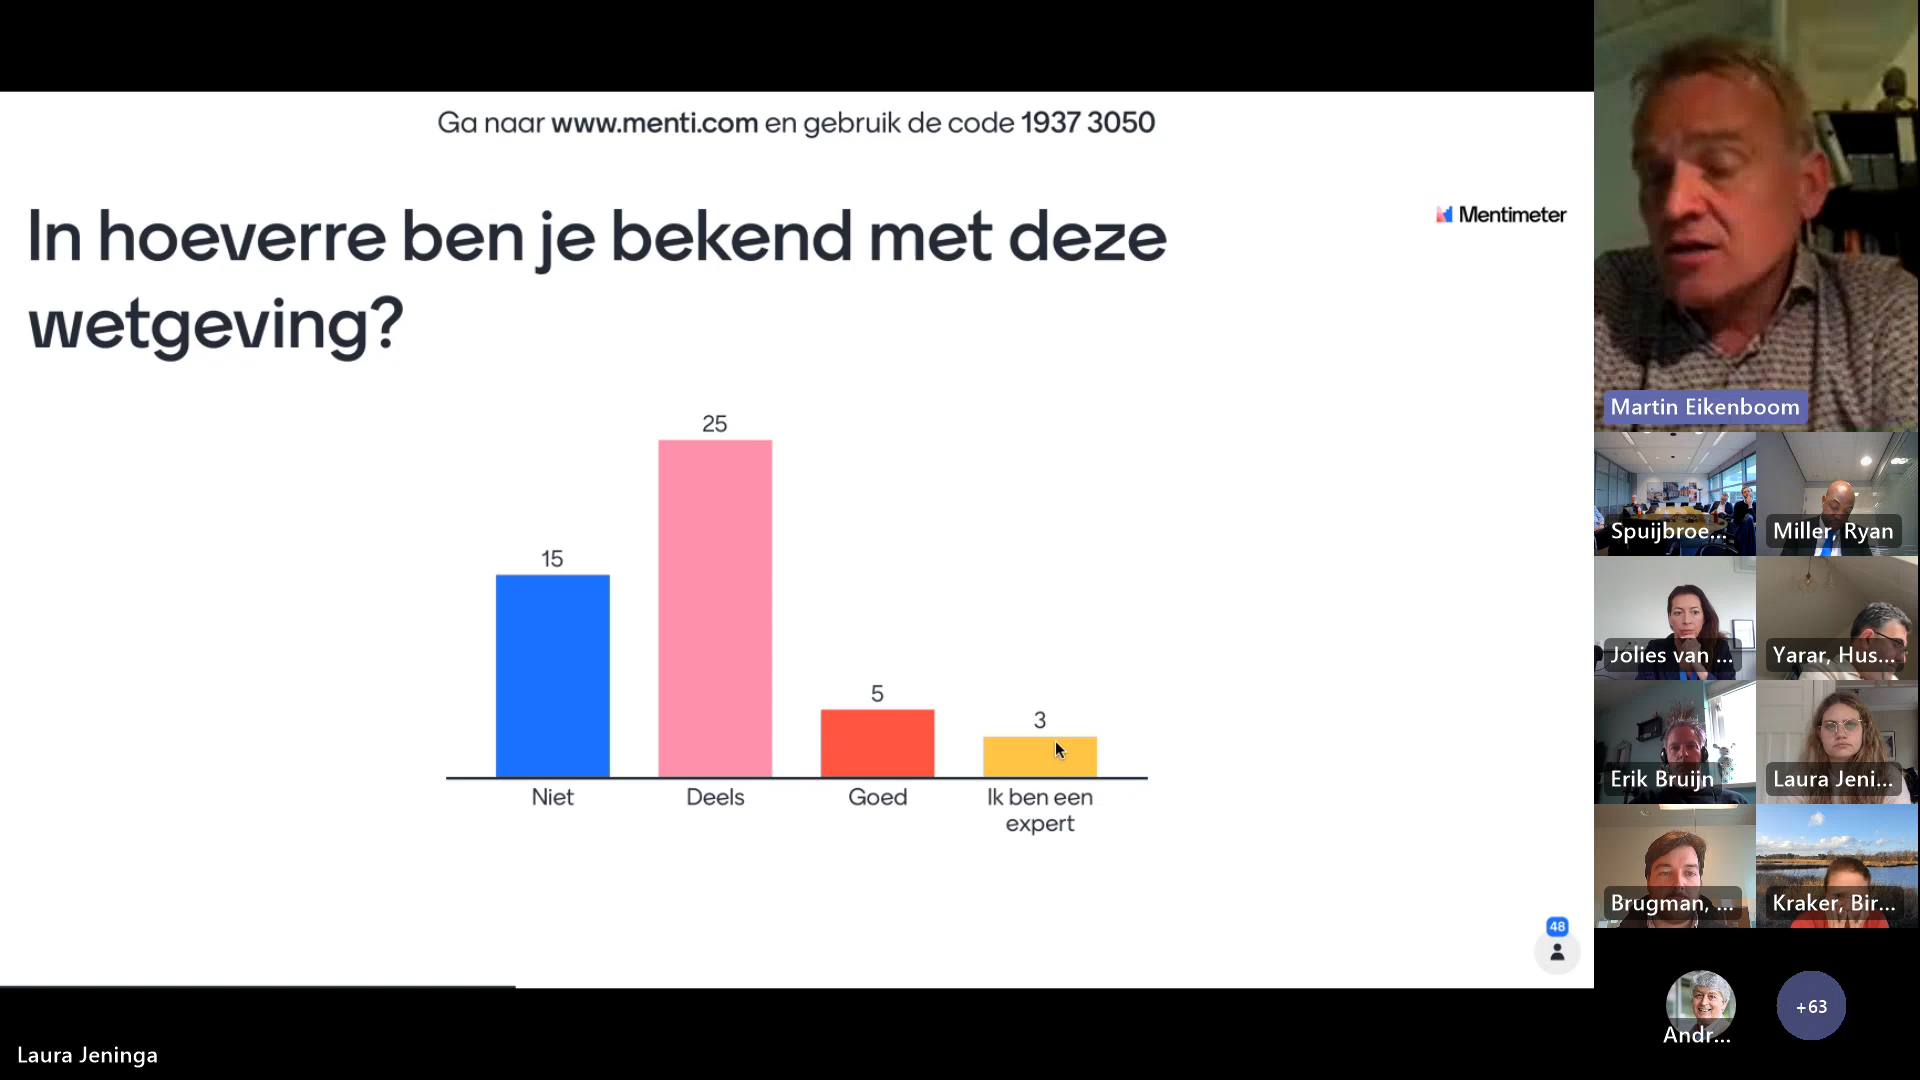 Ga naar www.menti.com en gebruik de code 1937 3050
In hoeverre ben je bekend met deze
wetgeving?
Mentimeter
25
15
5
3
Niet
Deels
Goed
Ik ben een
expert
48
Laura Jeninga
Martin Eikenboom
Spuijbroe...
Miller, Ryan
Jolies van ...
Yarar, Hus...
Erik Bruijn
Laura Jeni...
Brugman, ...
Kraker, Bir...
Andr...
+63